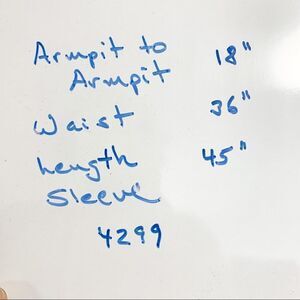 Armpit to 18"
Armpit
Waist 36"
Length 45"
Sleeve
4299